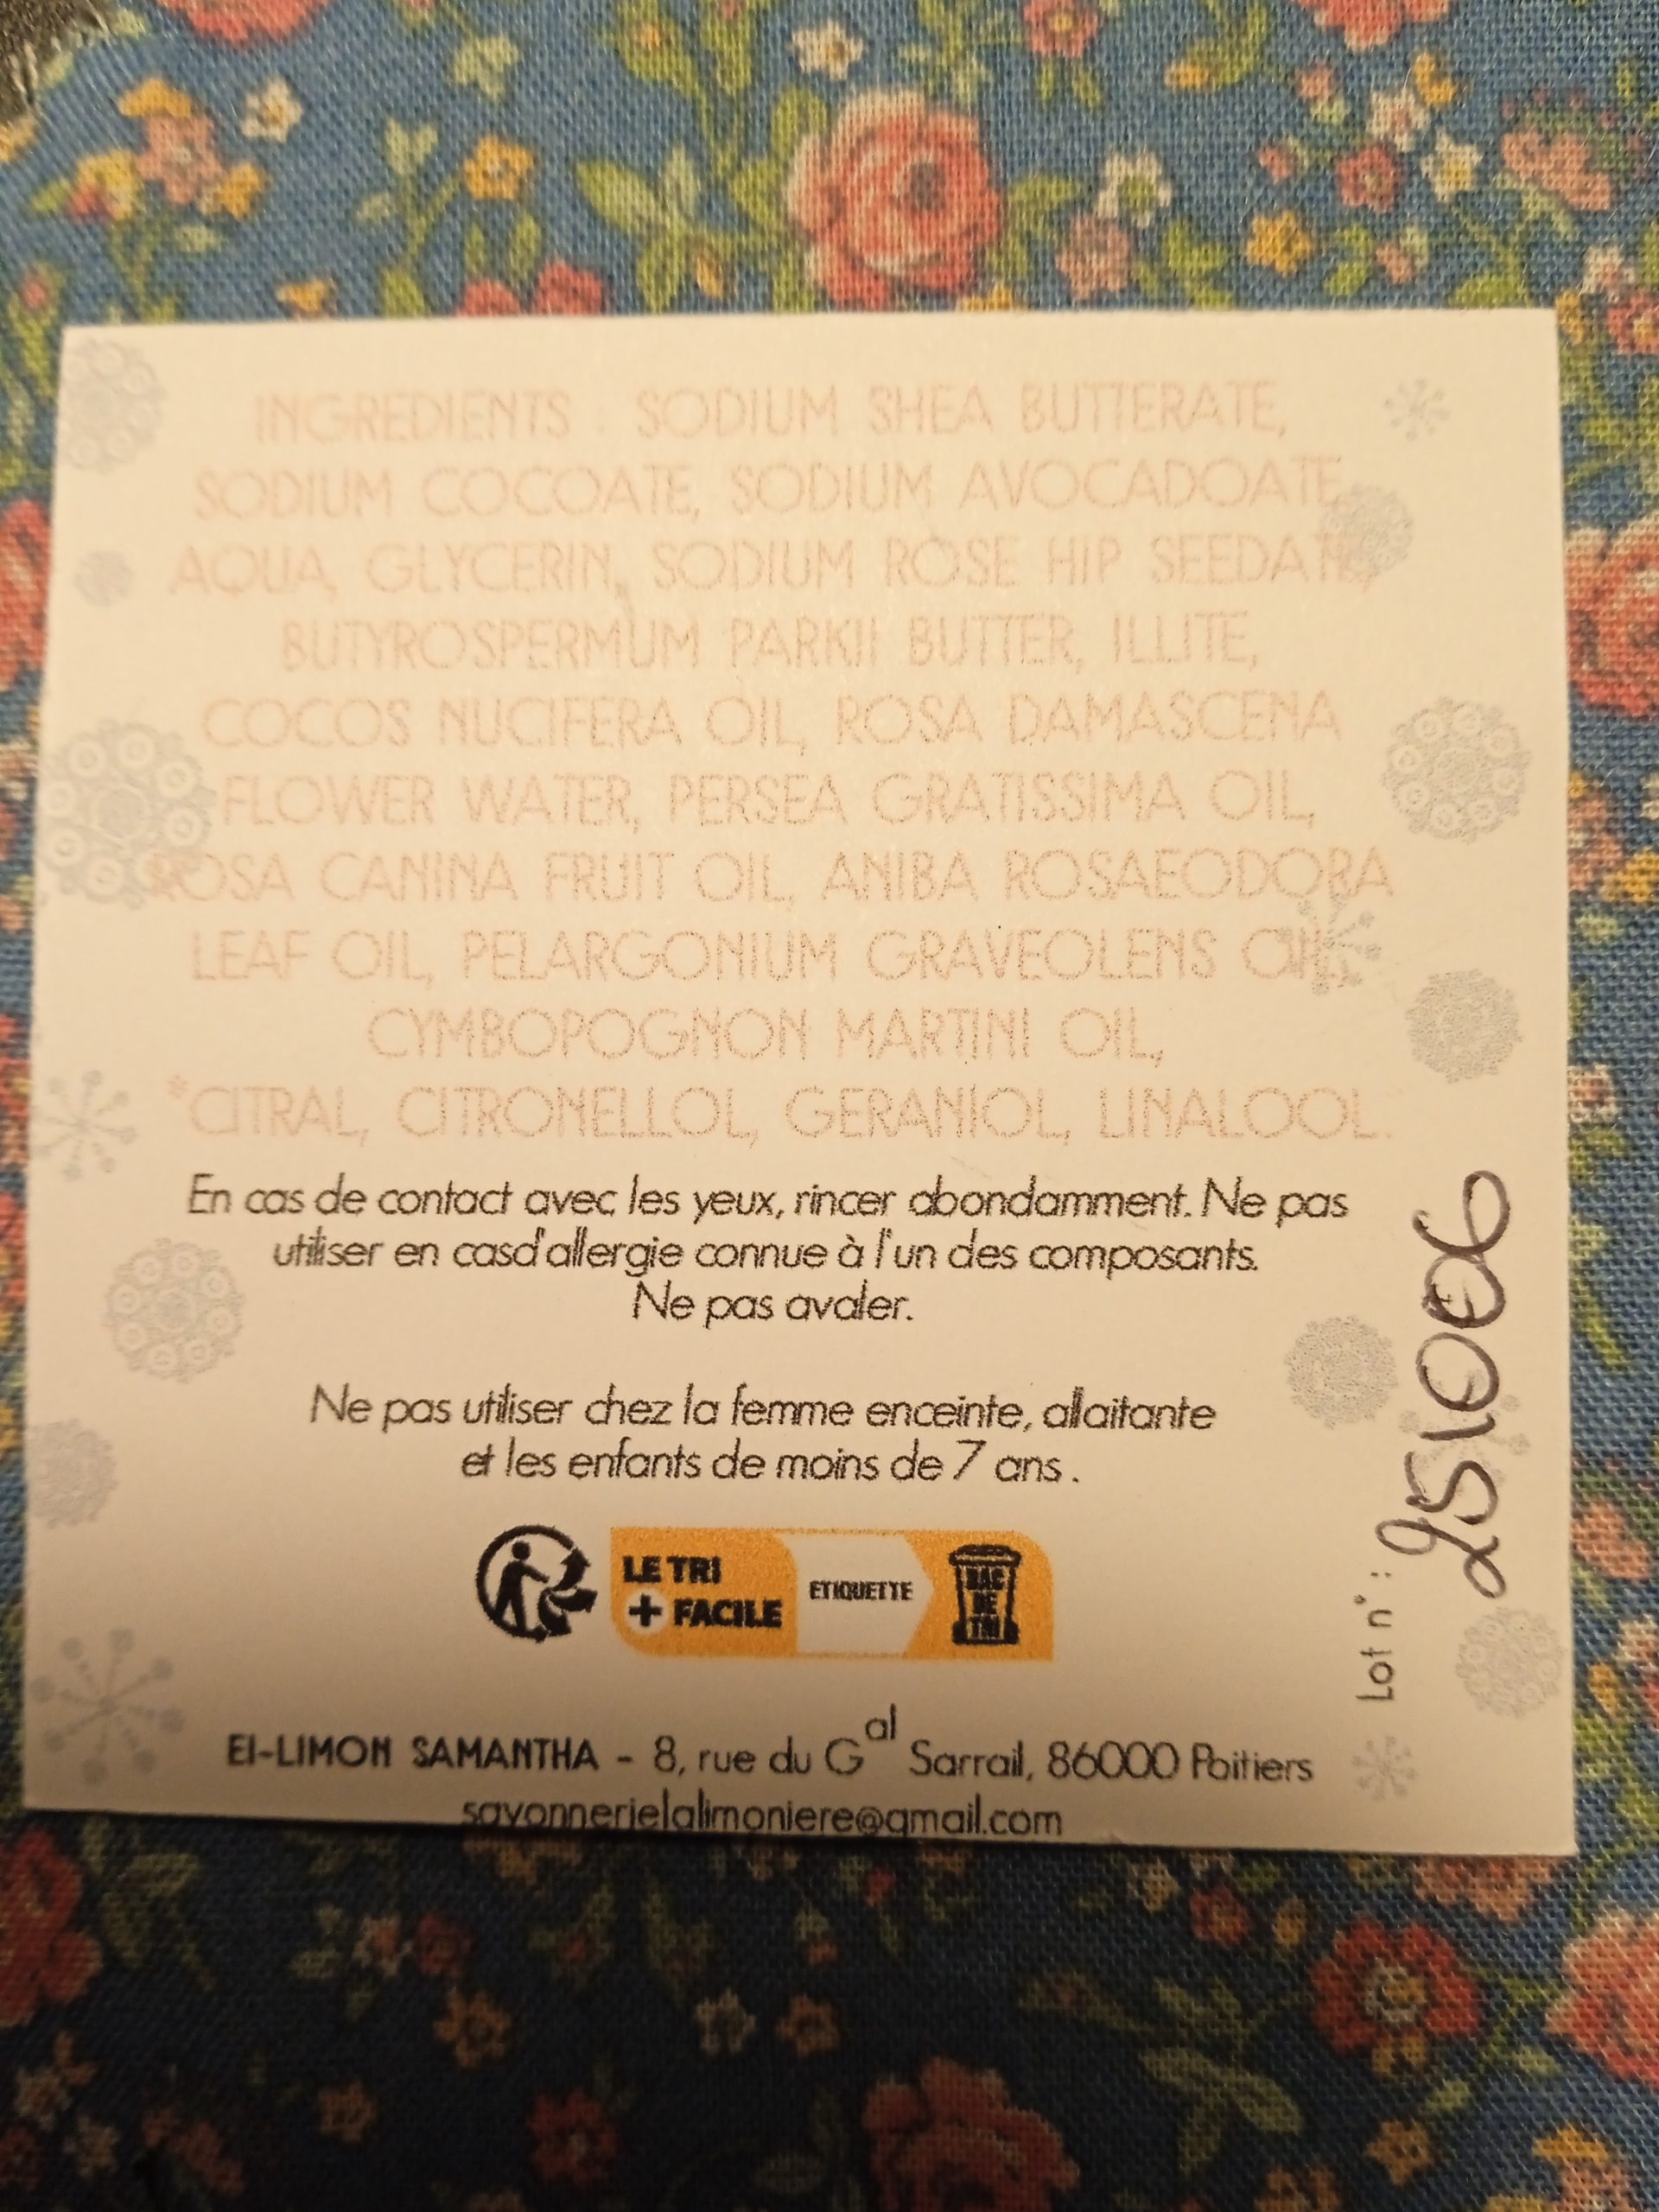 INGREDIENTS : SODIUM SHEA BUTTERATE,
SODIUM COCOATE, SODIUM AVOCADOATE,
AQUA, GLYCERIN, SODIUM ROSE HIP SEEDATE,
BUTYROSPERMUM PARKII BUTTER, ILLITE,
COCOS NUCIFERA OIL, ROSA DAMASCENA
FLOWER WATER, PERSEA GRATISSIMA OIL,
ROSA CANINA FRUIT OIL, ANIBA ROSAEODORA
LEAF OIL, PELARGONIUM GRAVEOLENS OIL,
CYMBOPOGNON MARTINI OIL,
*CITRAL, CITRONELLOL, GERANIOL, LINALOOL.
En cas de contact avec les yeux, rincer abondamment. Ne pas
utiliser en casd'allergie connue à l'un des composants.
Ne pas avaler.
Ne pas utiliser chez la femme enceinte, allaitante
et les enfants de moins de 7 ans.
LE TRI
+ FACILE
ETIQUETTE
BAC
DE
TRI
Lot n° : 251006
EI-LIMON SAMANTHA - 8, rue du Gal Sarrail, 86000 Poitiers
savonnerielalimoniere@gmail.com